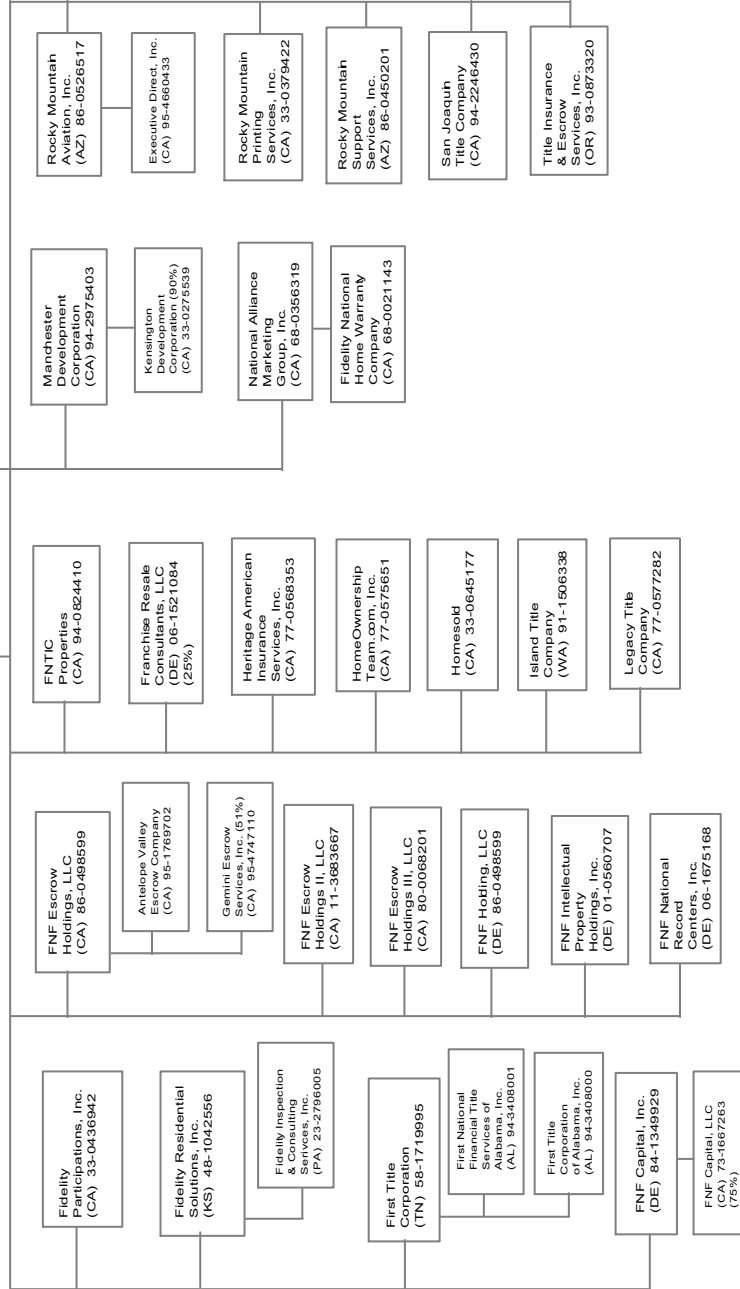 Fidelity
Participations, Inc.
(CA) 33-0436942
Fidelity Residential
Solutions, Inc.
(KS) 48-1042556
Fidelity Inspection
& Consulting
Serivces, Inc.
(PA) 23-2796005
First Title
Corporation
(TN) 58-1719995
First National
Financial Title
Services of
Alabama, Inc.
(AL) 94-3408001
First Title
Corporation
of Alabama, Inc.
(AL) 94-3408000
FNF Capital, Inc.
(DE) 84-1349929
FNF Capital, LLC
(CA) 73-1667263
(75%)
FNF Escrow
Holdings, LLC
(CA) 86-0498599
Antelope Valley
Escrow Company
(CA) 95-1769702
Gemini Escrow
Services, Inc. (51%)
(CA) 95-4747110
FNF Escrow
Holdings II, LLC
(CA) 11-3683667
FNF Escrow
Holdings III, LLC
(CA) 80-0068201
FNF Holding, LLC
(DE) 86-0498599
FNF Intellectual
Property
Holdings, Inc.
(DE) 01-0560707
FNF National
Record
Centers, Inc.
(DE) 06-1675168
FNTIC
Properties
(CA) 94-0824410
Franchise Resale
Consultants, LLC
(DE) 06-1521084
(25%)
Heritage American
Insurance
Services, Inc.
(CA) 77-0568353
HomeOwnership
Team.com, Inc.
(CA) 77-0575651
Homesold
(CA) 33-0645177
Island Title
Company
(WA) 91-1506338
Legacy Title
Company
(CA) 77-0577282
Manchester
Development
Corporation
(CA) 94-2975403
Kensington
Development
Corporation (90%)
(CA) 33-0275539
National Alliance
Marketing
Group, Inc.
(CA) 68-0356319
Fidelity National
Home Warranty
Company
(CA) 68-0021143
Rocky Mountain
Aviation, Inc.
(AZ) 86-0526517
Executive Direct, Inc.
(CA) 95-4660433
Rocky Mountain
Printing
Services, Inc.
(CA) 33-0379422
Rocky Mountain
Support
Services, Inc.
(AZ) 86-0450201
San Joaquin
Title Company
(CA) 94-2246430
Title Insurance
& Escrow
Services, Inc.
(OR) 93-0873320